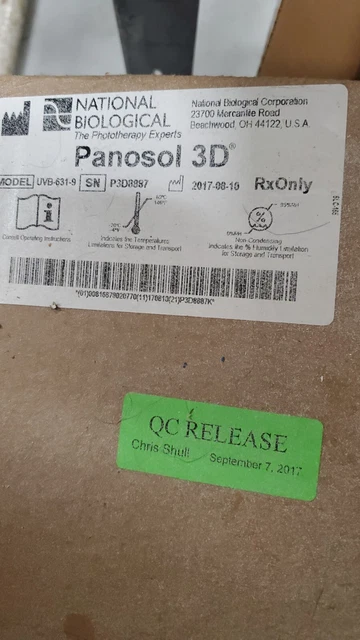 NATIONAL
BIOLOGICAL
The Phototherapy Experts
National Biological Corporation
23700 Mercantile Road
Beachwood, OH 44122, U.S.A.
Panosol 3D®
MODEL UVB-631-9 SN P3D8887 2017-08-10 RxOnly
Consult Operating Instructions
Indicates the Temperature
Limitations for Storage and Transport
Non-Condensing
Indicates the % Humidity Limitation
for Storage and Transport
QC RELEASE
Chris Shull September 7, 2017